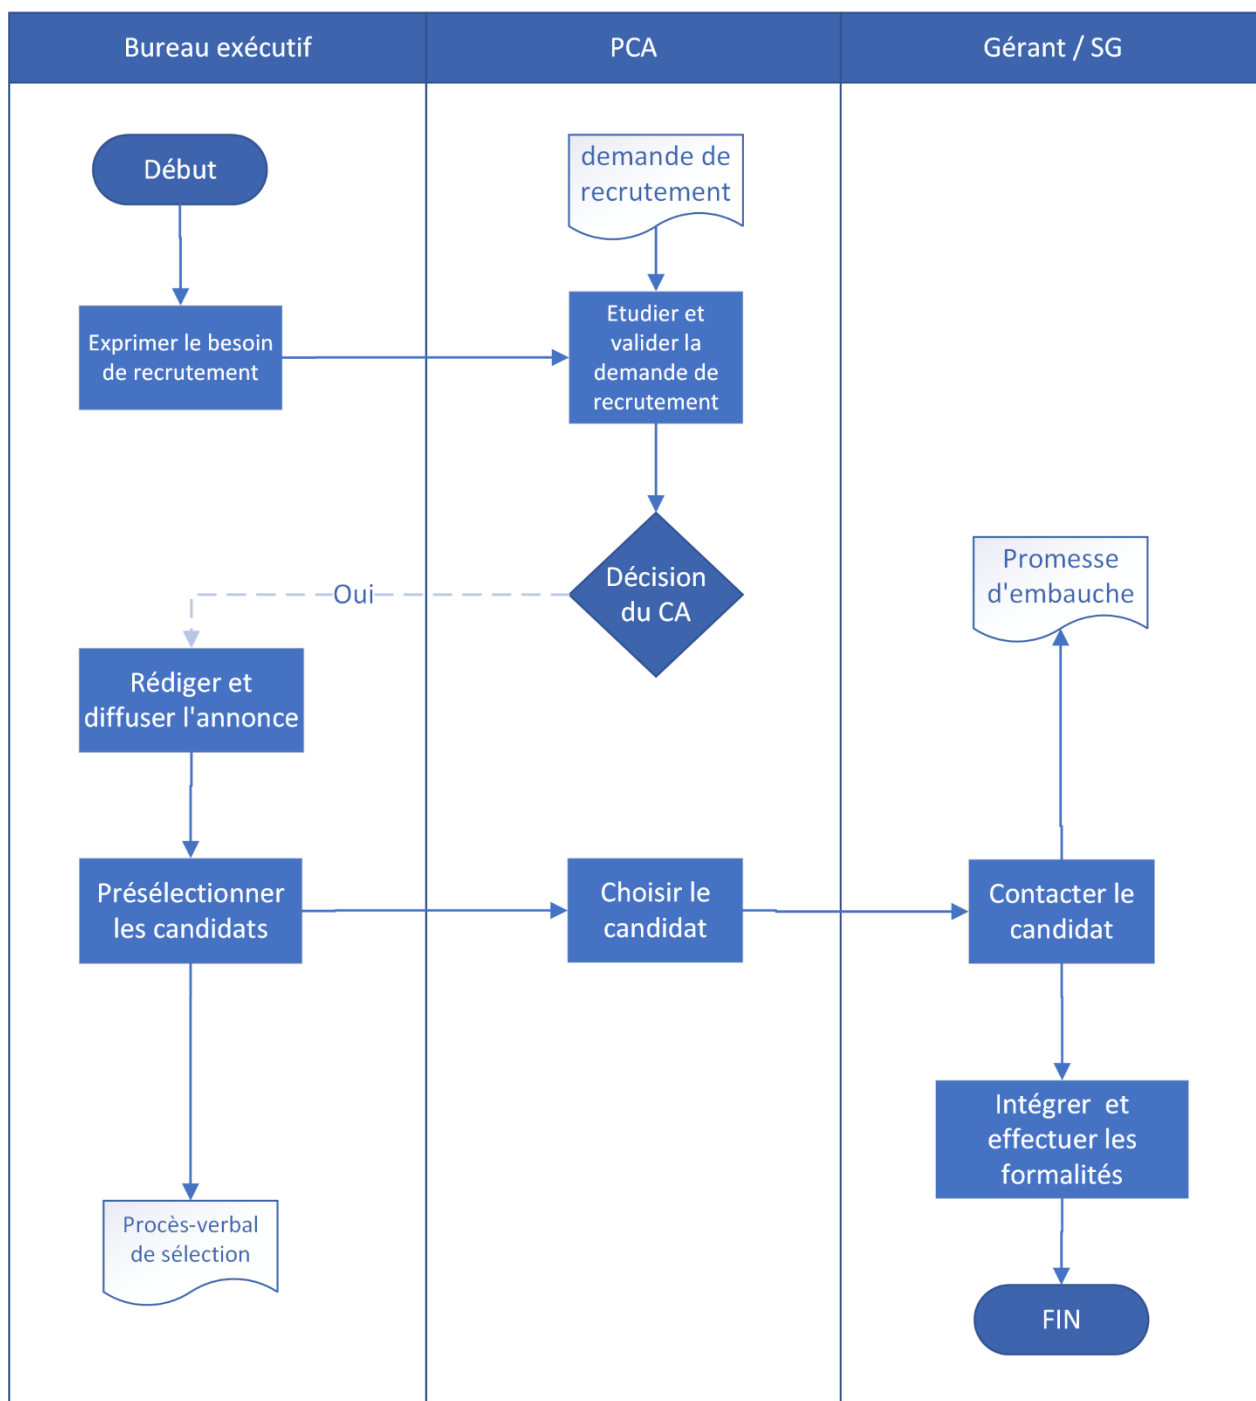 Bureau exécutif
PCA
Gérant / SG
Début
demande de
recrutement
Exprimer le besoin
de recrutement
Etudier et
valider la
demande de
recrutement
Décision
du CA
Oui
Promesse
d'embauche
Rédiger et
diffuser l'annonce
Présélectionner
les candidats
Choisir le
candidat
Contacter le
candidat
Intégrer  et
effectuer les
formalités
Procès-verbal
de sélection
FIN